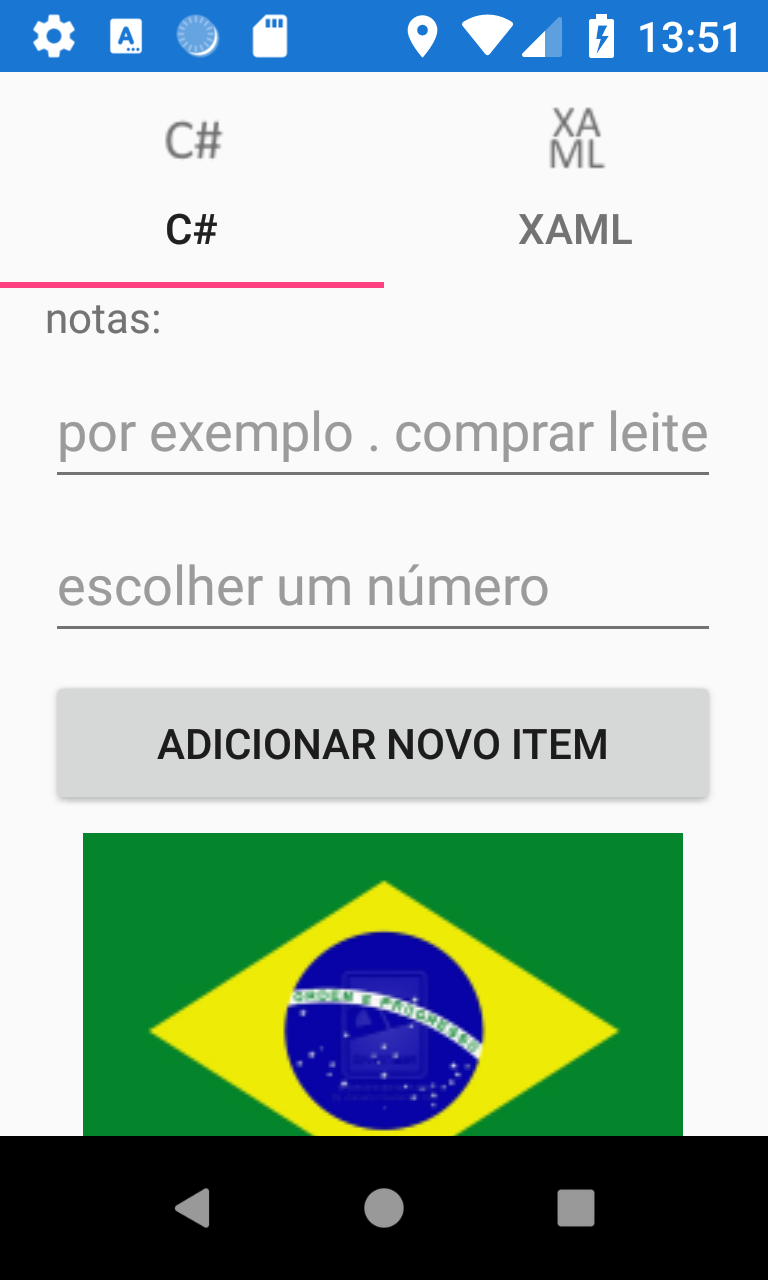 13:51
C#
XA
ML
C#
XAML
notas:
por exemplo . comprar leite
escolher um número
ADICIONAR NOVO ITEM
ORDEM E PROGRESSO